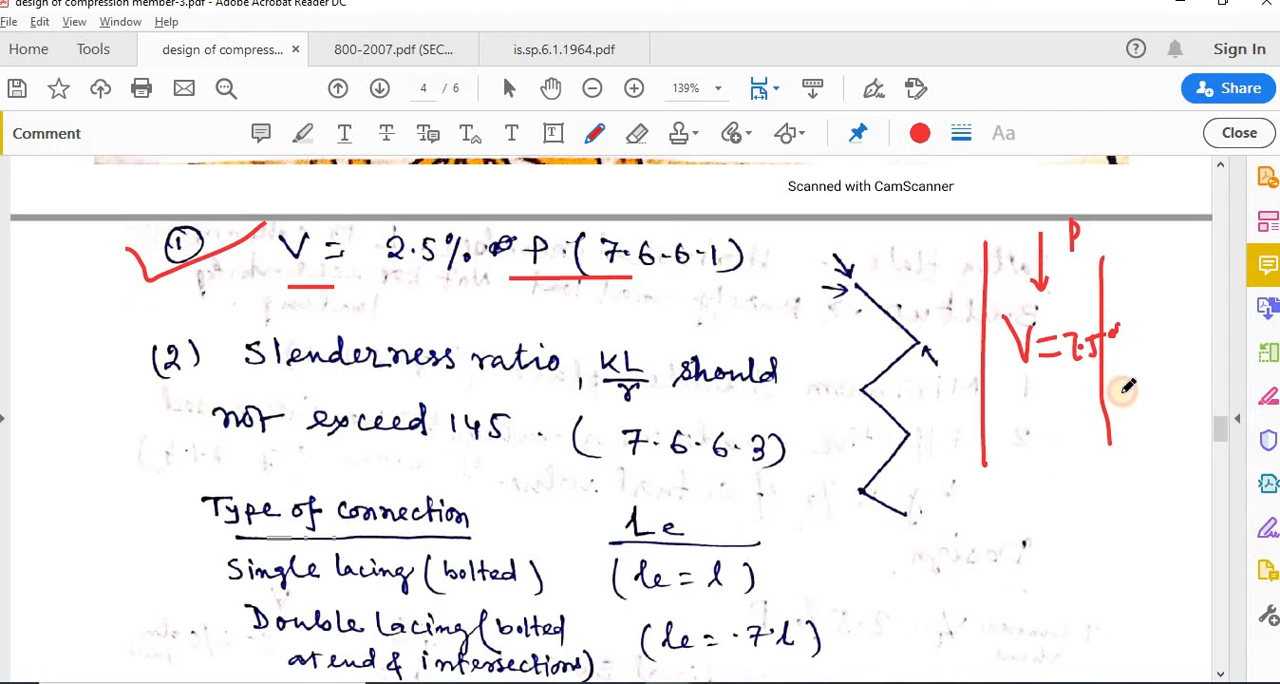 design of compression member-3.pdf - Adobe Acrobat Reader DC
File Edit View Window Help
Home Tools design of compress... × 800-2007.pdf (SEC... is.sp.6.1.1964.pdf Sign In
4 / 6 139% Share
Comment Aa Close
Scanned with CamScanner
(1) V = 2.5% P. (7.6.6.1)
P
V = 2.5
(2) Slenderness ratio, KL/r should
not exceed 145. (7.6.6.3)
Type of connection Le
Single lacing (bolted) (le = l)
Double lacing (bolted (le = .7 l)
at end & intersections)